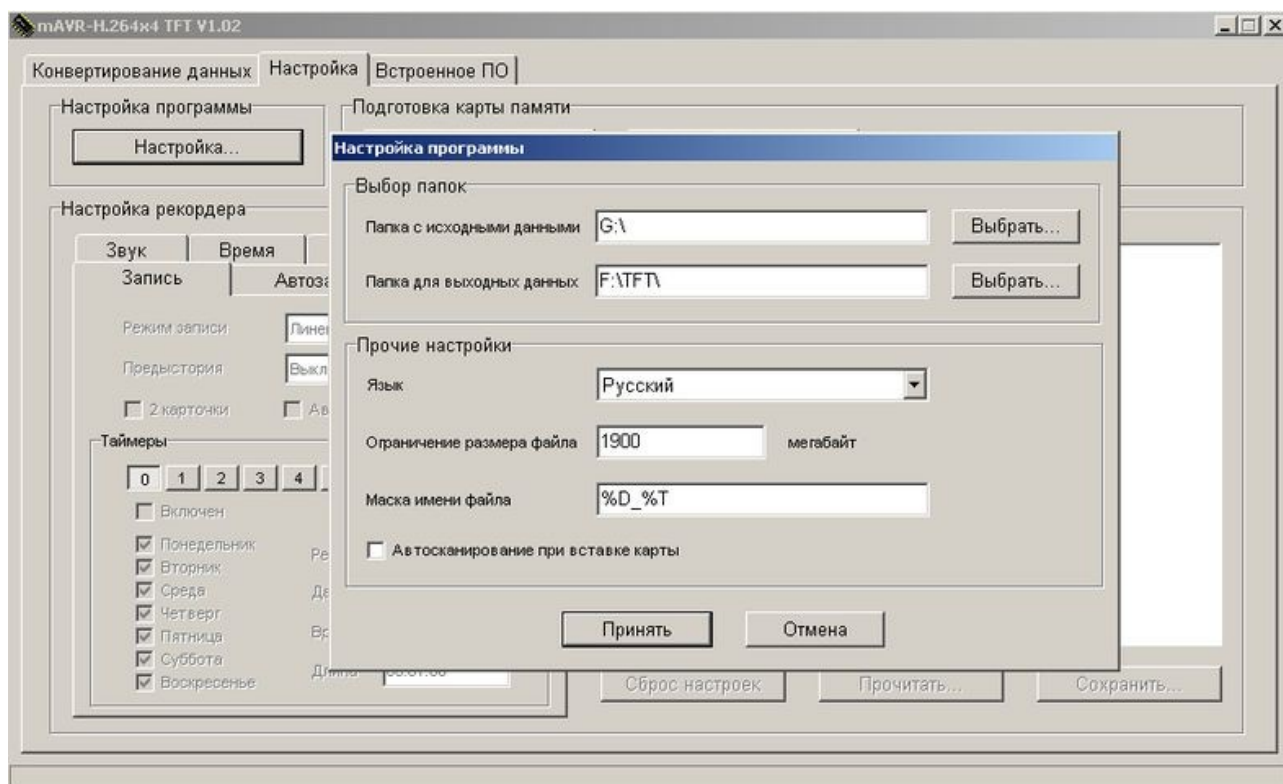 mAVR-H.264x4 TFT V1.02
Конвертирование данных Настройка Встроенное ПО
Настройка программы
Настройка...
Подготовка карты памяти
Настройка рекордера
Звук Время
Запись
Режим записи
Предыстория
2 карточки
Таймеры
0 1 2 3 4
Включен
Понедельник
Вторник
Среда
Четверг
Пятница
Суббота
Воскресенье
Настройка программы
Выбор папок
Папка с исходными данными G:\ Выбрать...
Папка для выходных данных F:\TFT\ Выбрать...
Прочие настройки
Язык Русский
Ограничение размера файла 1900 мегабайт
Маска имени файла %D_%T
Автосканирование при вставке карты
Принять Отмена
Сброс настроек Прочитать... Сохранить...